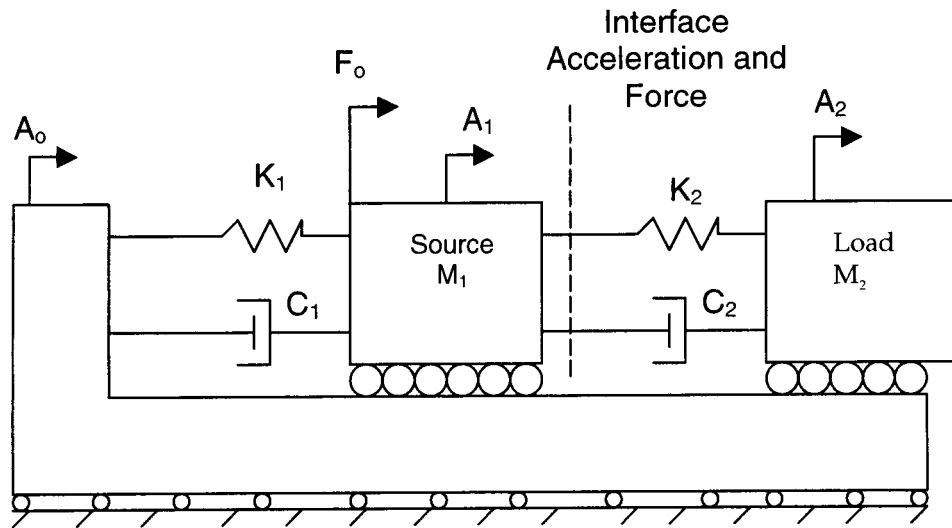 Interface
Acceleration and
Force
Aₒ
Fₒ
A₁
A₂
K₁
K₂
Source
M₁
Load
M₂
C₁
C₂